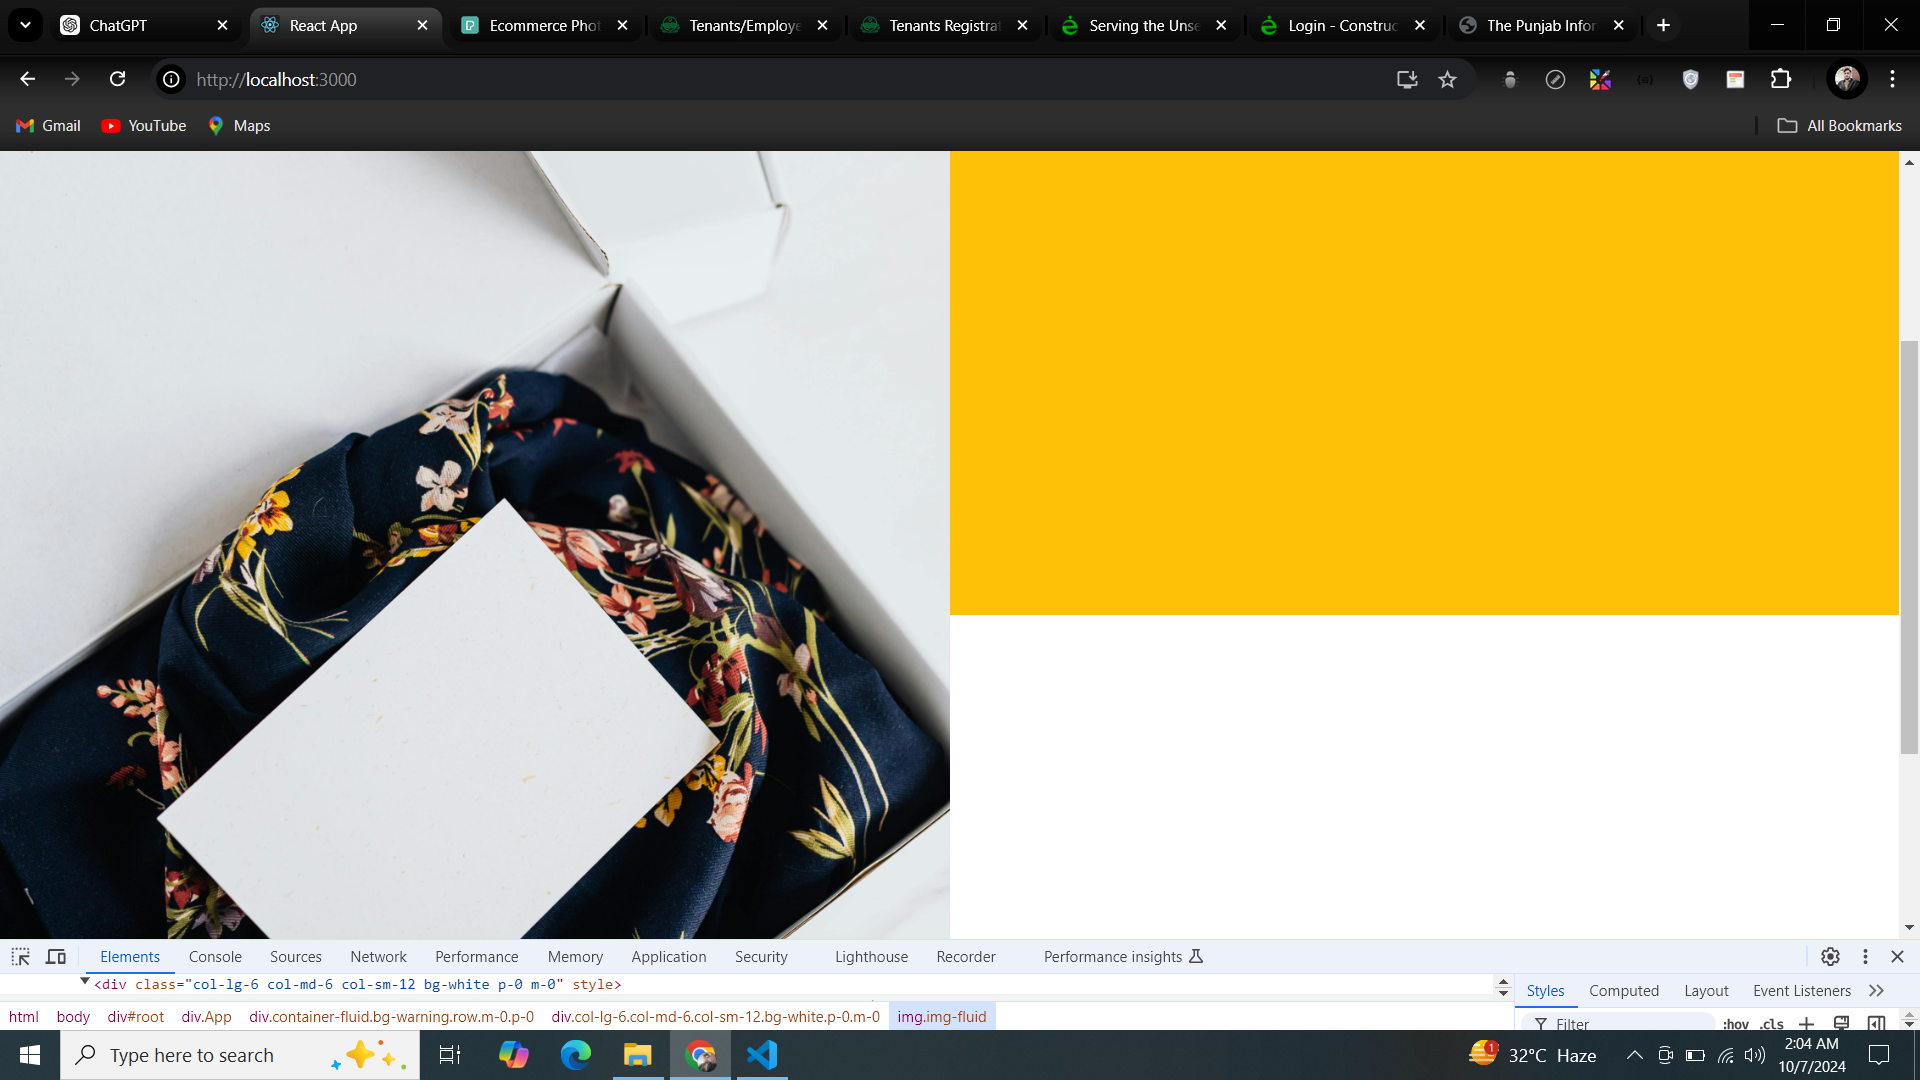 ChatGPT
React App
Ecommerce Phot
Tenants/Employe
Tenants Registrat
Serving the Unse
Login - Construc
The Punjab Infor
http://localhost:3000
Gmail
YouTube
Maps
All Bookmarks
Elements
Console
Sources
Network
Performance
Memory
Application
Security
Lighthouse
Recorder
Performance insights
<div class="col-lg-6 col-md-6 col-sm-12 bg-white p-0 m-0" style>
Styles
Computed
Layout
Event Listeners
html
body
div#root
div.App
div.container-fluid.bg-warning.row.m-0.p-0
div.col-lg-6.col-md-6.col-sm-12.bg-white.p-0.m-0
img.img-fluid
Filter
:hov
.cls
Type here to search
1
32°C Haze
2:04 AM
10/7/2024